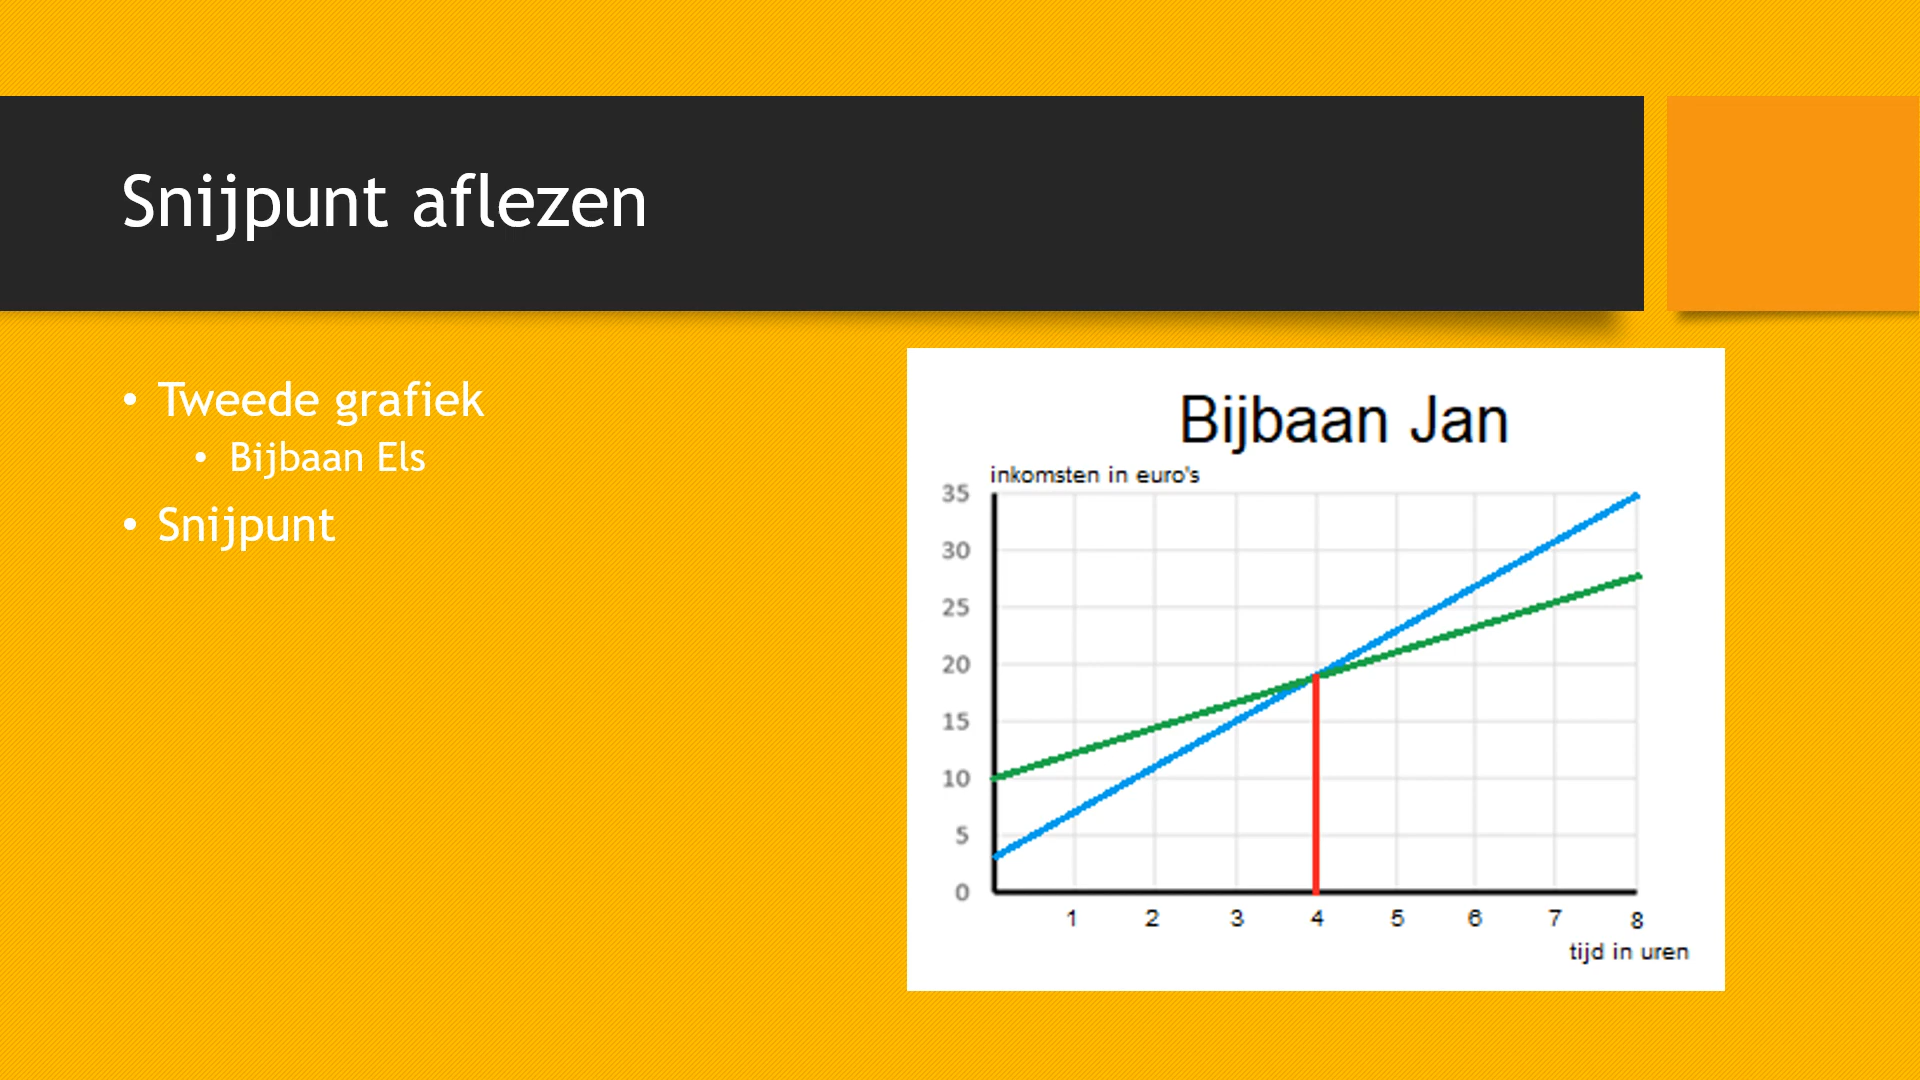 Snijpunt aflezen
• Tweede grafiek
• Bijbaan Els
• Snijpunt
Bijbaan Jan
inkomsten in euro's
35
30
25
20
15
10
5
0
1 2 3 4 5 6 7 8
tijd in uren